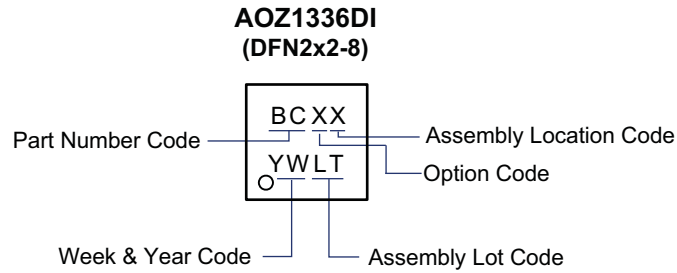 AOZ1336DI
(DFN2x2-8)
BCXX
Part Number Code
Assembly Location Code
Option Code
YWLT
Week & Year Code
Assembly Lot Code